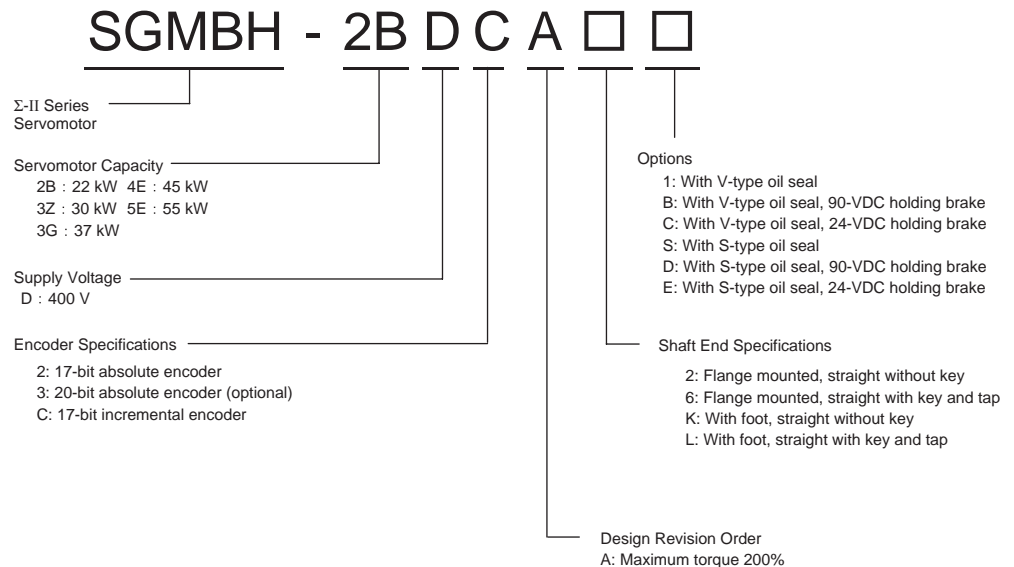 SGMBH - 2B D C A □ □
Σ-II Series
Servomotor
Servomotor Capacity
2B : 22 kW 4E : 45 kW
3Z : 30 kW 5E : 55 kW
3G : 37 kW
Supply Voltage
D : 400 V
Encoder Specifications
2: 17-bit absolute encoder
3: 20-bit absolute encoder (optional)
C: 17-bit incremental encoder
Options
1: With V-type oil seal
B: With V-type oil seal, 90-VDC holding brake
C: With V-type oil seal, 24-VDC holding brake
S: With S-type oil seal
D: With S-type oil seal, 90-VDC holding brake
E: With S-type oil seal, 24-VDC holding brake
Shaft End Specifications
2: Flange mounted, straight without key
6: Flange mounted, straight with key and tap
K: With foot, straight without key
L: With foot, straight with key and tap
Design Revision Order
A: Maximum torque 200%